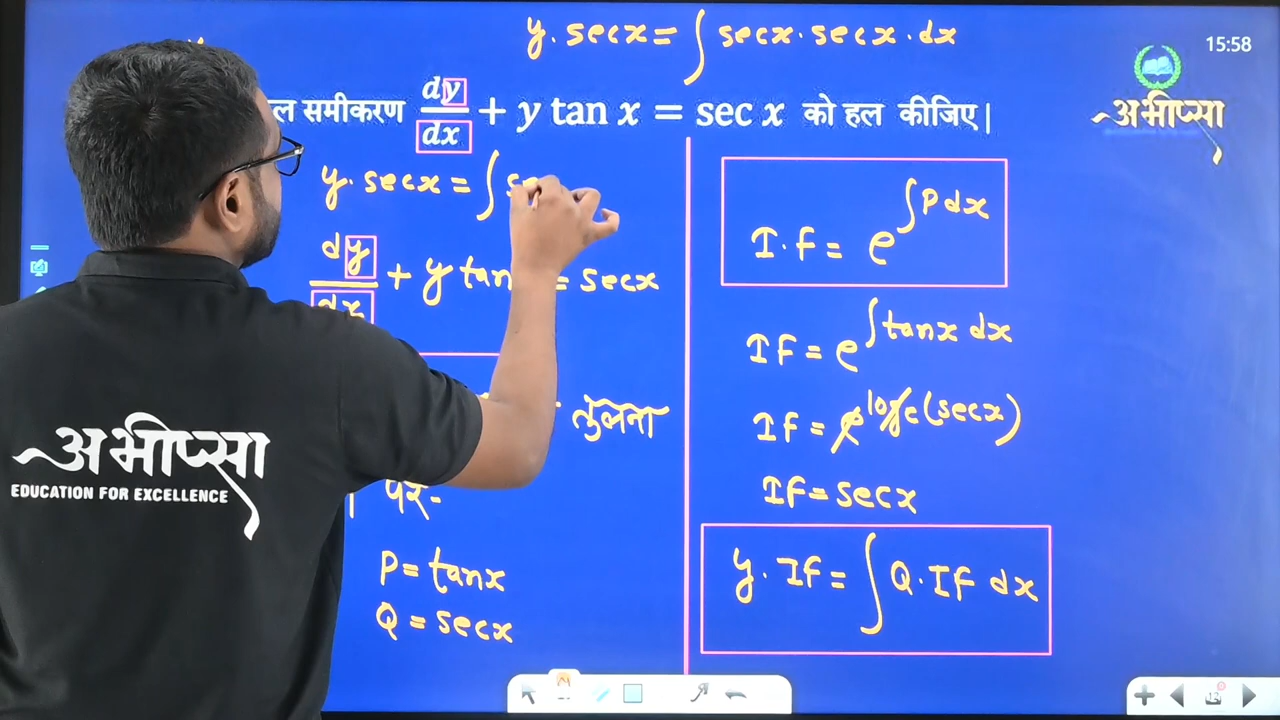 y. secx = ∫ secx. secx. dx
15:58
ल समीकरण dy/dx + y tan x = sec x को हल कीजिए |
अभीप्सा
y. secx = ∫
dy/dx + y tan = secx
तुलना
पर-
P = tanx
Q = secx
I.F = e^∫P dx
IF = e^∫tanx dx
IF = e^loge(secx)
IF = secx
y. IF = ∫ Q. IF dx
अभीप्सा
EDUCATION FOR EXCELLENCE